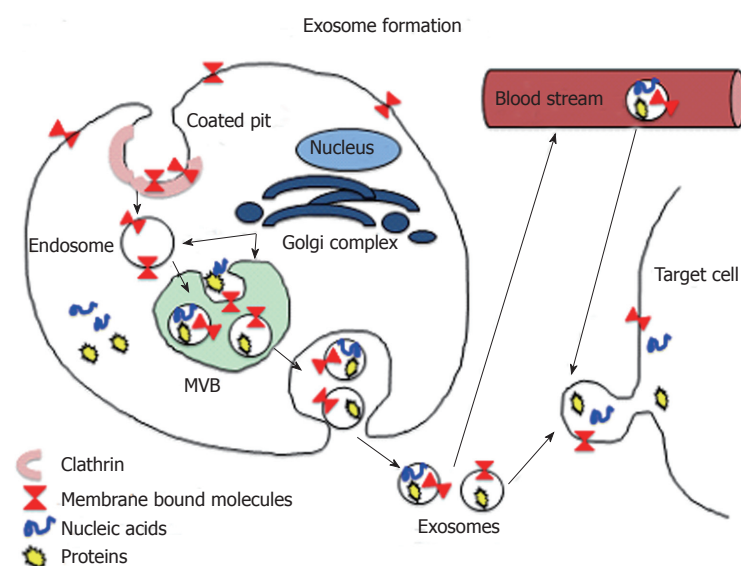 Exosome formation
Blood stream
Coated pit
Nucleus
Golgi complex
Endosome
Target cell
MVB
Clathrin
Membrane bound molecules
Nucleic acids
Proteins
Exosomes